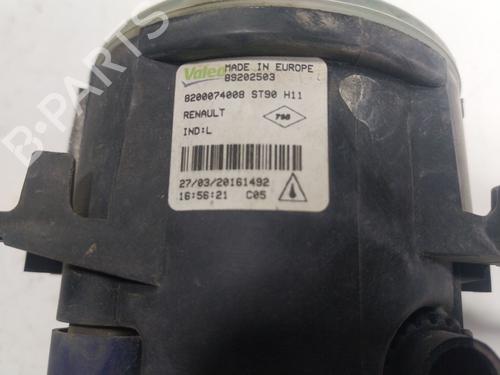 Valeo MADE IN EUROPE
89202503
8200074008 ST90 H11
RENAULT
IND:L
27/03/20161492
16:56:21 C05
B-PARTS